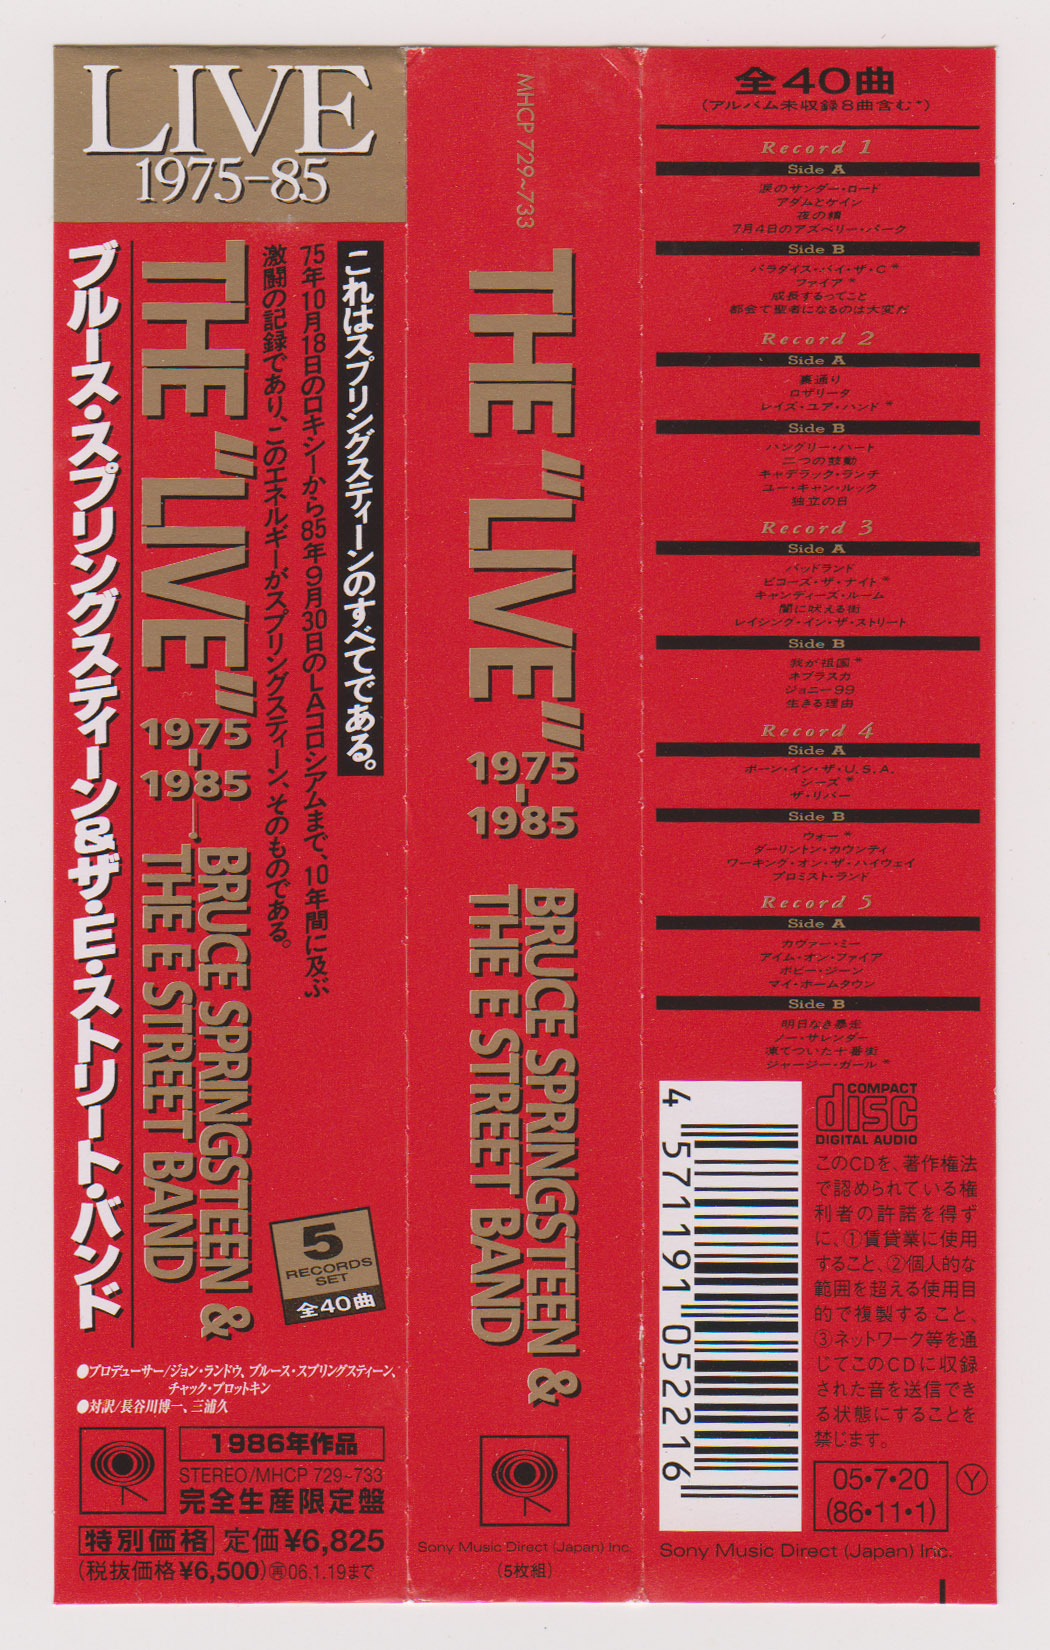 LIVE
1975-85
これはスプリングスティーンのすべてである。
75年10月18日のロキシーから85年9月30日のLAコロシアムまで、10年間に及ぶ
激闘の記録であり、このエネルギーがスプリングスティーン、そのものである。
THE "LIVE"
1975
-
1985
BRUCE SPRINGSTEEN &
THE E STREET BAND
ブルース・スプリングスティーン&ザ・E・ストリート・バンド
5
RECORDS
SET
全40曲
●プロデューサー/ジョン・ランドウ、ブルース・スプリングスティーン、
チャック・プロットキン
●対訳/長谷川博一、三浦久
1986年作品
STEREO/MHCP 729~733
完全生産限定盤
特別価格 定価¥6,825
(税抜価格¥6,500)㋐06.1.19まで
MHCP 729~733
THE "LIVE"
1975
-
1985
BRUCE SPRINGSTEEN &
THE E STREET BAND
Sony Music Direct (Japan) Inc.
(5枚組)
全40曲
(アルバム未収録8曲含む*)
Record 1
Side A
涙のサンダー・ロード
アダムとケイン
夜の精
7月4日のアズベリー・パーク
Side B
パラダイス・バイ・ザ・C*
ファイア*
成長するってこと
都会で聖者になるのは大変だ
Record 2
Side A
裏通り
ロザリータ
レイズ・ユア・ハンド*
Side B
ハングリー・ハート
二つの鼓動
キャデラック・ランチ
ユー・キャン・ルック
独立の日
Record 3
Side A
バッドランド
ビコーズ・ザ・ナイト*
キャンディーズ・ルーム
闇に吠える街
レイシング・イン・ザ・ストリート
Side B
我が祖国*
ネブラスカ
ジョニー99
生きる理由
Record 4
Side A
ボーン・イン・ザ・U.S.A.
シーズ*
ザ・リバー
Side B
ウォー*
ダーリントン・カウンティ
ワーキング・オン・ザ・ハイウェイ
プロミスト・ランド
Record 5
Side A
カヴァー・ミー
アイム・オン・ファイア
ボビー・ジーン
マイ・ホームタウン
Side B
明日なき暴走
ノー・サレンダー
凍てついた十番街
ジャージー・ガール*
4 571191 052216
COMPACT
disc
DIGITAL AUDIO
このCDを、著作権法
で認められている権
利者の許諾を得ず
に、①賃貸業に使用
すること、②個人的な
範囲を超える使用目
的で複製すること、
③ネットワーク等を通
じてこのCDに収録
された音を送信でき
る状態にすることを
禁じます。
05・7・20
(86・11・1)
Ⓨ
Sony Music Direct (Japan) Inc.